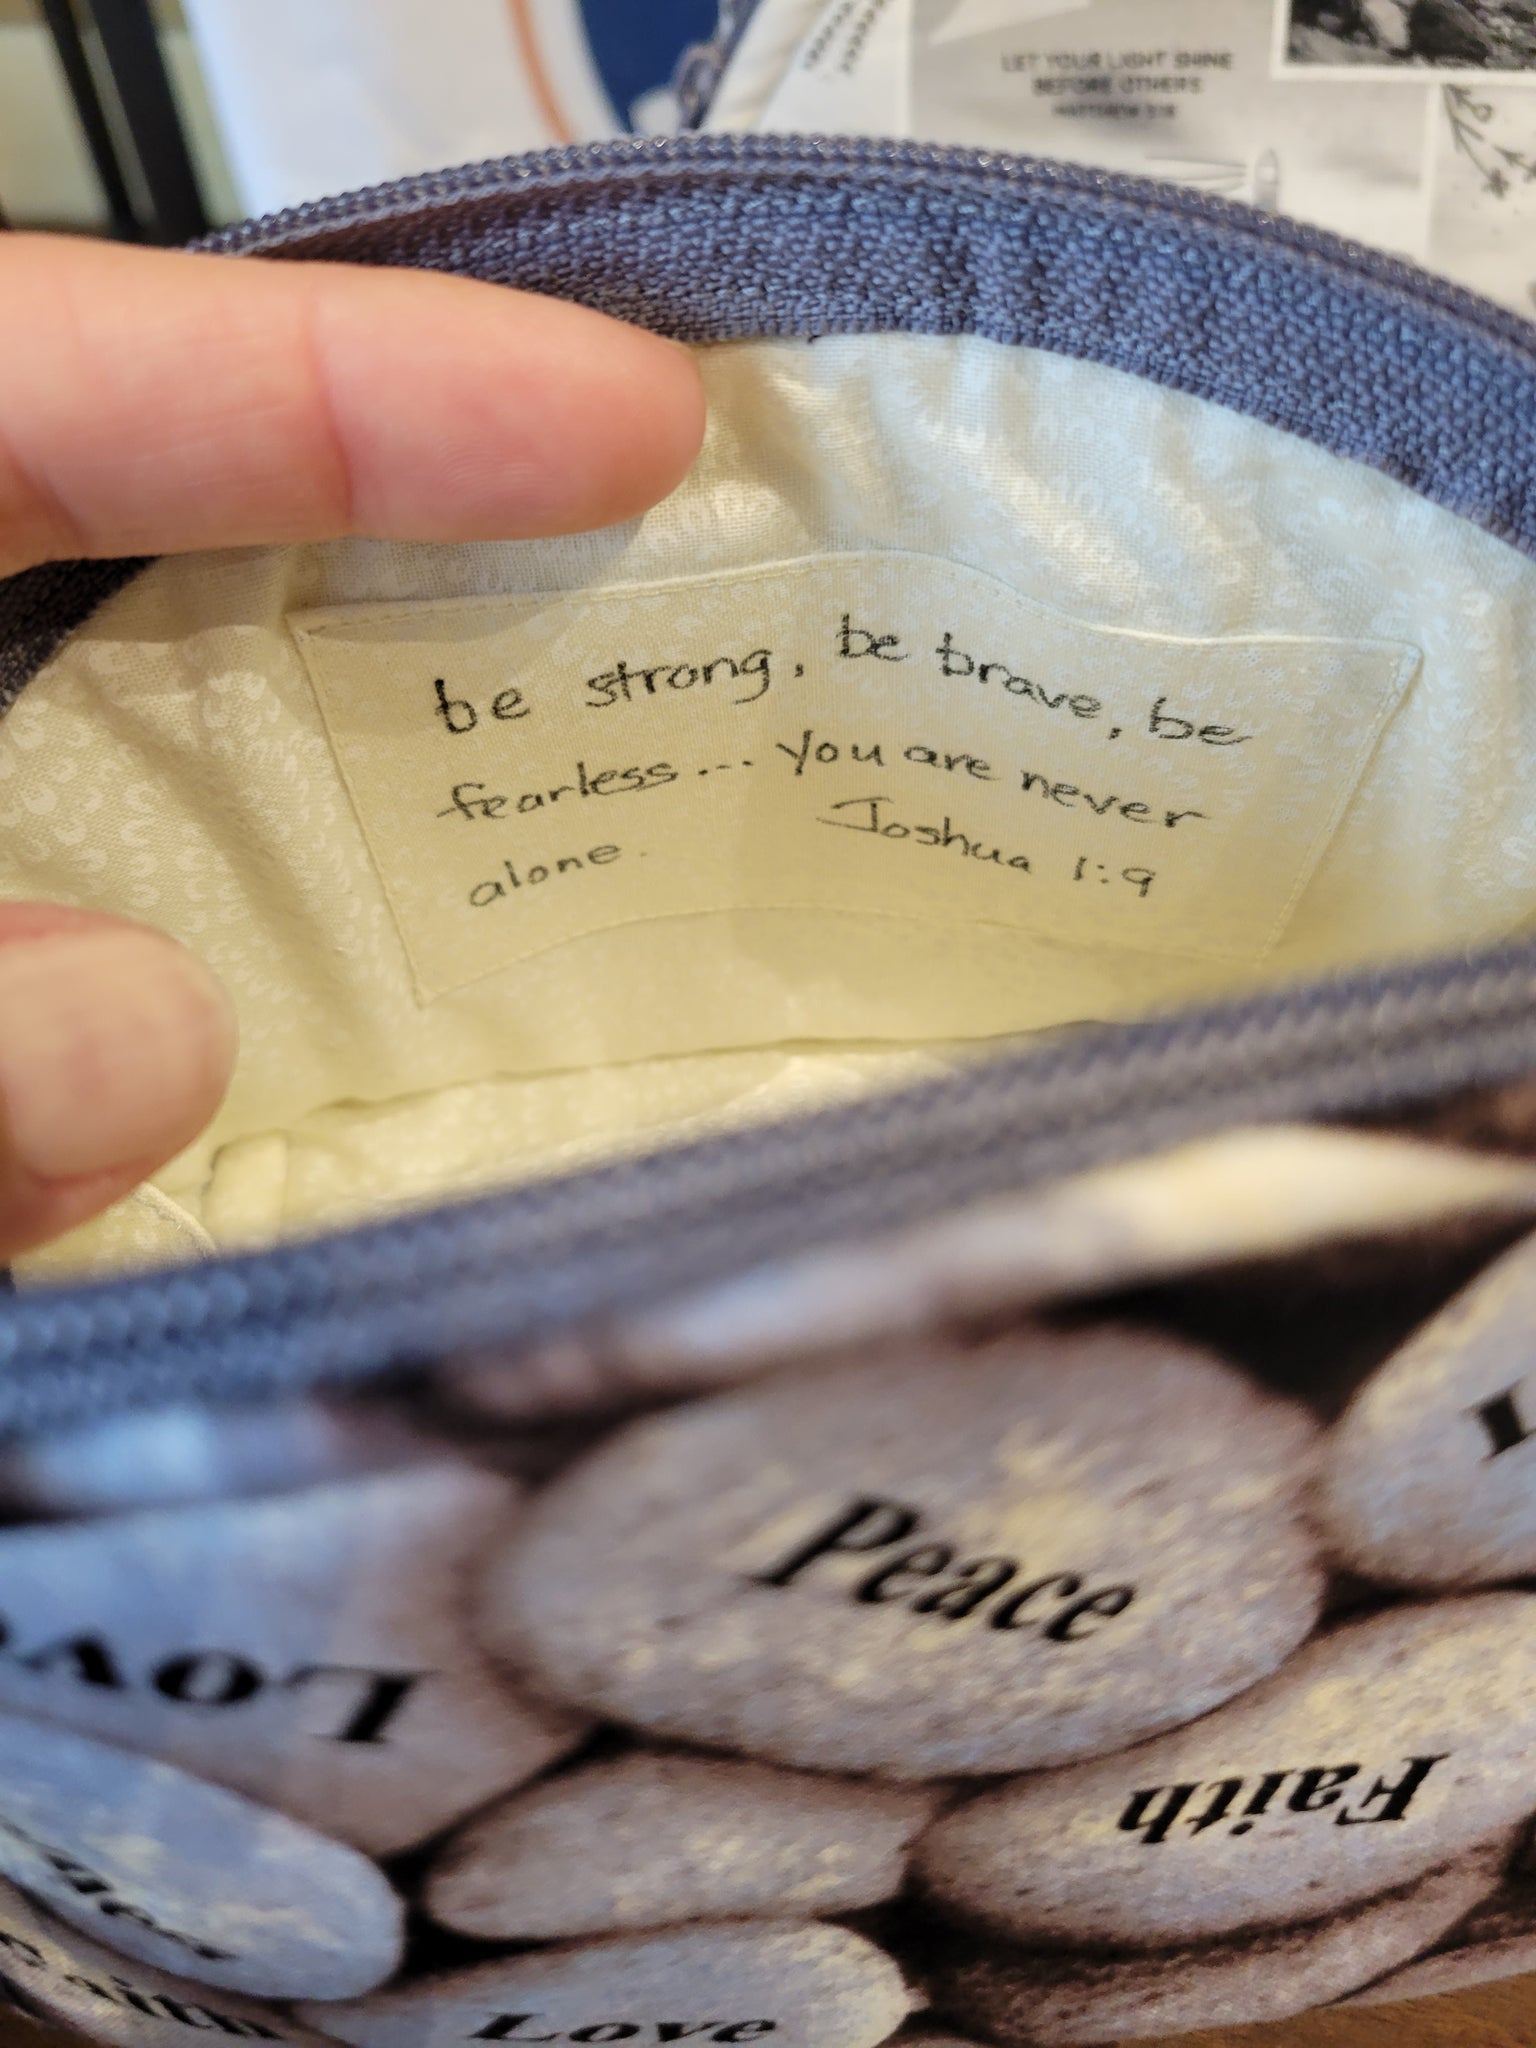 LET YOUR LIGHT SHINE
BEFORE OTHERS
be strong, be brave, be
fearless... you are never
alone.
Joshua 1:9
Peace
Faith
Love